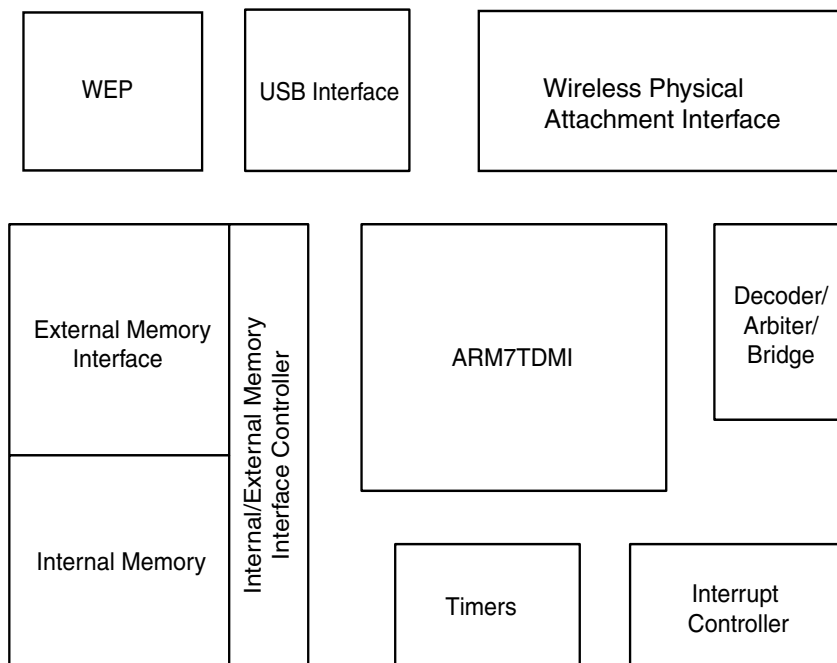 WEP
USB Interface
Wireless Physical
Attachment Interface
External Memory
Interface
Internal/External Memory
Interface Controller
ARM7TDMI
Decoder/
Arbiter/
Bridge
Internal Memory
Timers
Interrupt
Controller